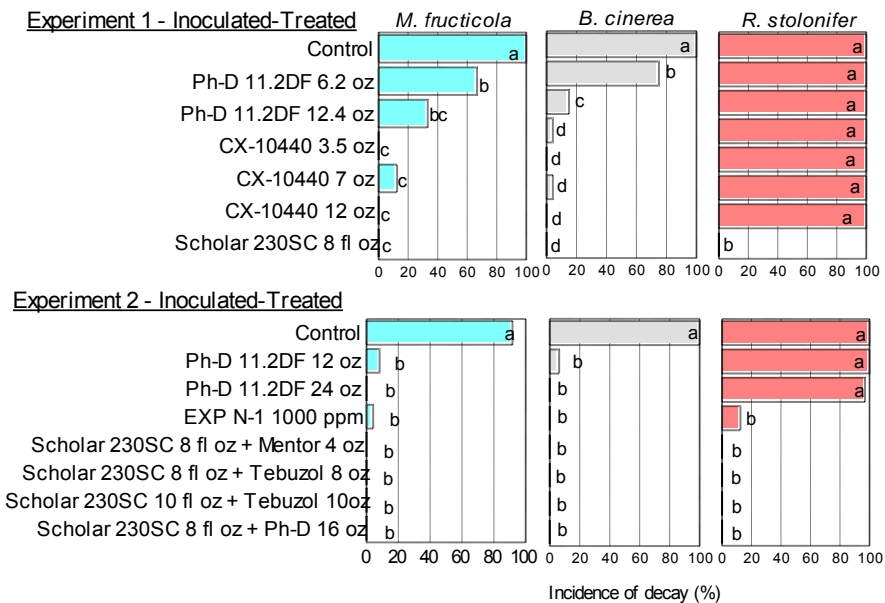 Experiment 1 - Inoculated-Treated
M. fructicola B. cinerea R. stolonifer
Control a a a
Ph-D 11.2DF 6.2 oz b b a
Ph-D 11.2DF 12.4 oz bc c a
d a
CX-10440 3.5 oz c d a
CX-10440 7 oz c d a
CX-10440 12 oz c d a
Scholar 230SC 8 fl oz c d b
0 20 40 60 80 100 0 20 40 60 80 100 0 20 40 60 80 100
Experiment 2 - Inoculated-Treated
Control a a a
Ph-D 11.2DF 12 oz b b a
Ph-D 11.2DF 24 oz b b a
EXP N-1 1000 ppm b b b
Scholar 230SC 8 fl oz + Mentor 4 oz b b b
Scholar 230SC 8 fl oz + Tebuzol 8 oz b b b
Scholar 230SC 10 fl oz + Tebuzol 10oz b b b
Scholar 230SC 8 fl oz + Ph-D 16 oz b b b
0 20 40 60 80 100 0 20 40 60 80 100 0 20 40 60 80 100
Incidence of decay (%)